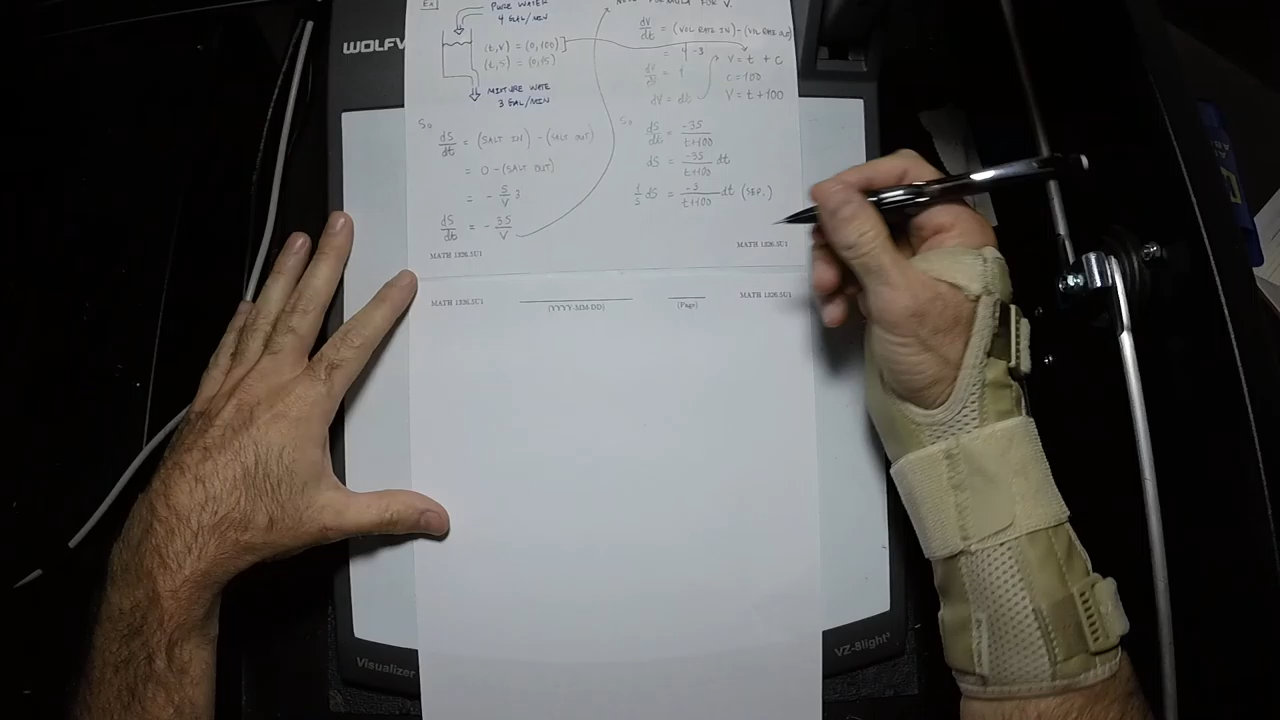 Ex
PURE WATER
4 GAL/MIN
(t,V) = (0,100)
(t,S) = (0,15)
MIXTURE WATE
3 GAL/MIN
So
dS/dt = (SALT IN) - (SALT OUT)
= 0 - (SALT OUT)
= - S/V 3
dS/dt = - 3S/V
MATH 1326.5U1
FORMULA FOR V.
dV/dt = (VOL RATE IN) - (VOL RATE OUT)
= 4 - 3
= 1
dV = dt
V = t + C
C = 100
V = t + 100
So
dS/dt = -3S/t+100
dS = -3S/t+100 dt
1/S dS = -3/t+100 dt (SEP.)
MATH 1326.5U1
MATH 1326.5U1
(YYYY-MM-DD)
(Page)
MATH 1326.5U1
WOLFV
Visualizer
VZ-8light³